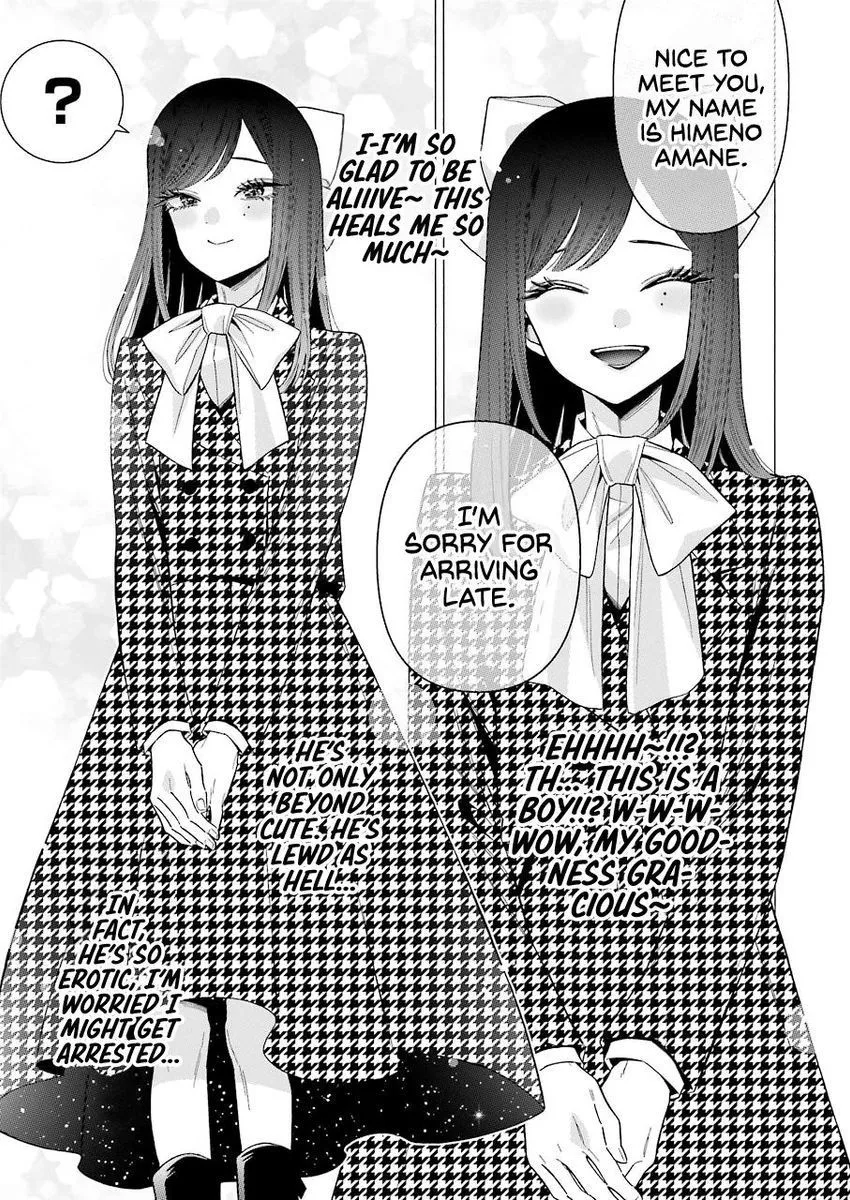 NICE TO
MEET YOU,
MY NAME
IS HIMENO
AMANE.
I'M
SORRY FOR
ARRIVING
LATE.
EHHHH~!!?
TH... THIS IS A
BOY!!? W-W-W-
WOW, MY GOOD-
NESS GRA-
CIOUS~
I-I'M SO
GLAD TO BE
ALIIIVE~ THIS
HEALS ME SO
MUCH~
?
HE'S
NOT ONLY
BEYOND
CUTE. HE'S
LEWD AS
HELL...
IN
FACT,
HE'S SO
EROTIC, I'M
WORRIED I
MIGHT GET
ARRESTED...